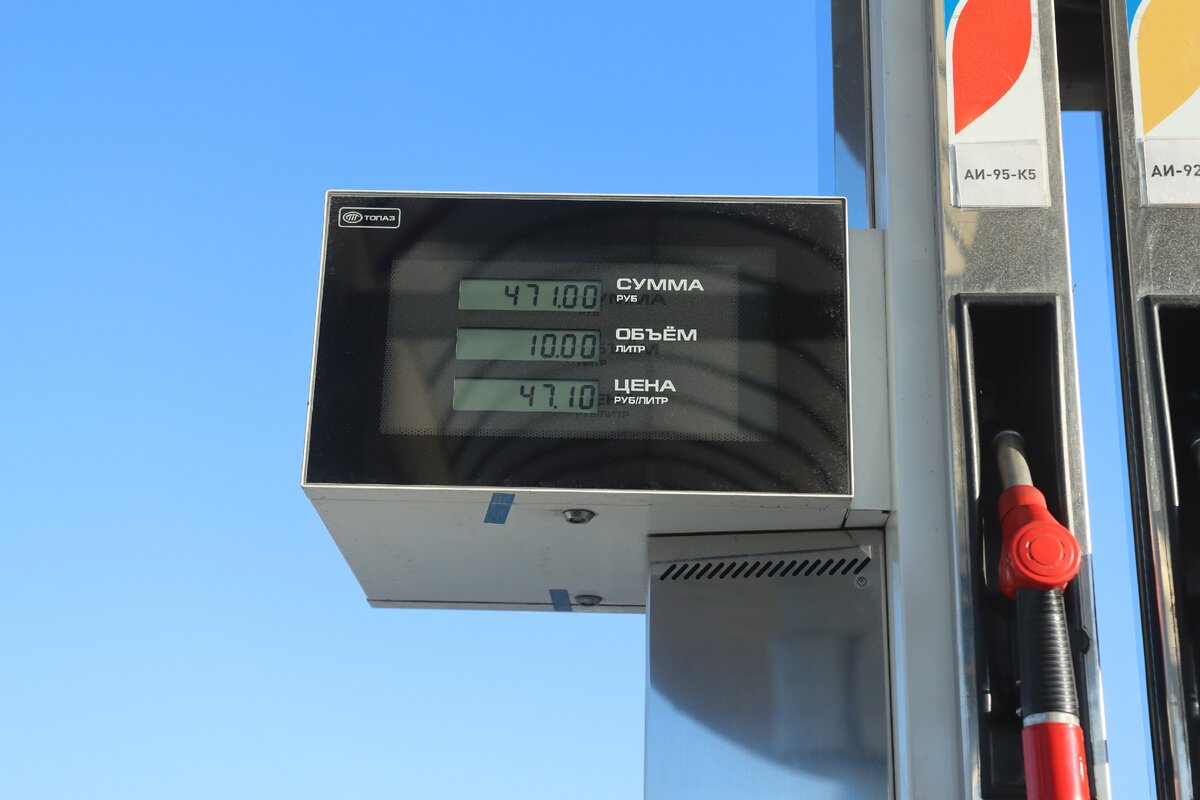 ТОПАЗ
471.00 СУММА
РУБ
10.00 ОБЪЁМ
ЛИТР
47.10 ЦЕНА
РУБ/ЛИТР
АИ-95-К5
АИ-92